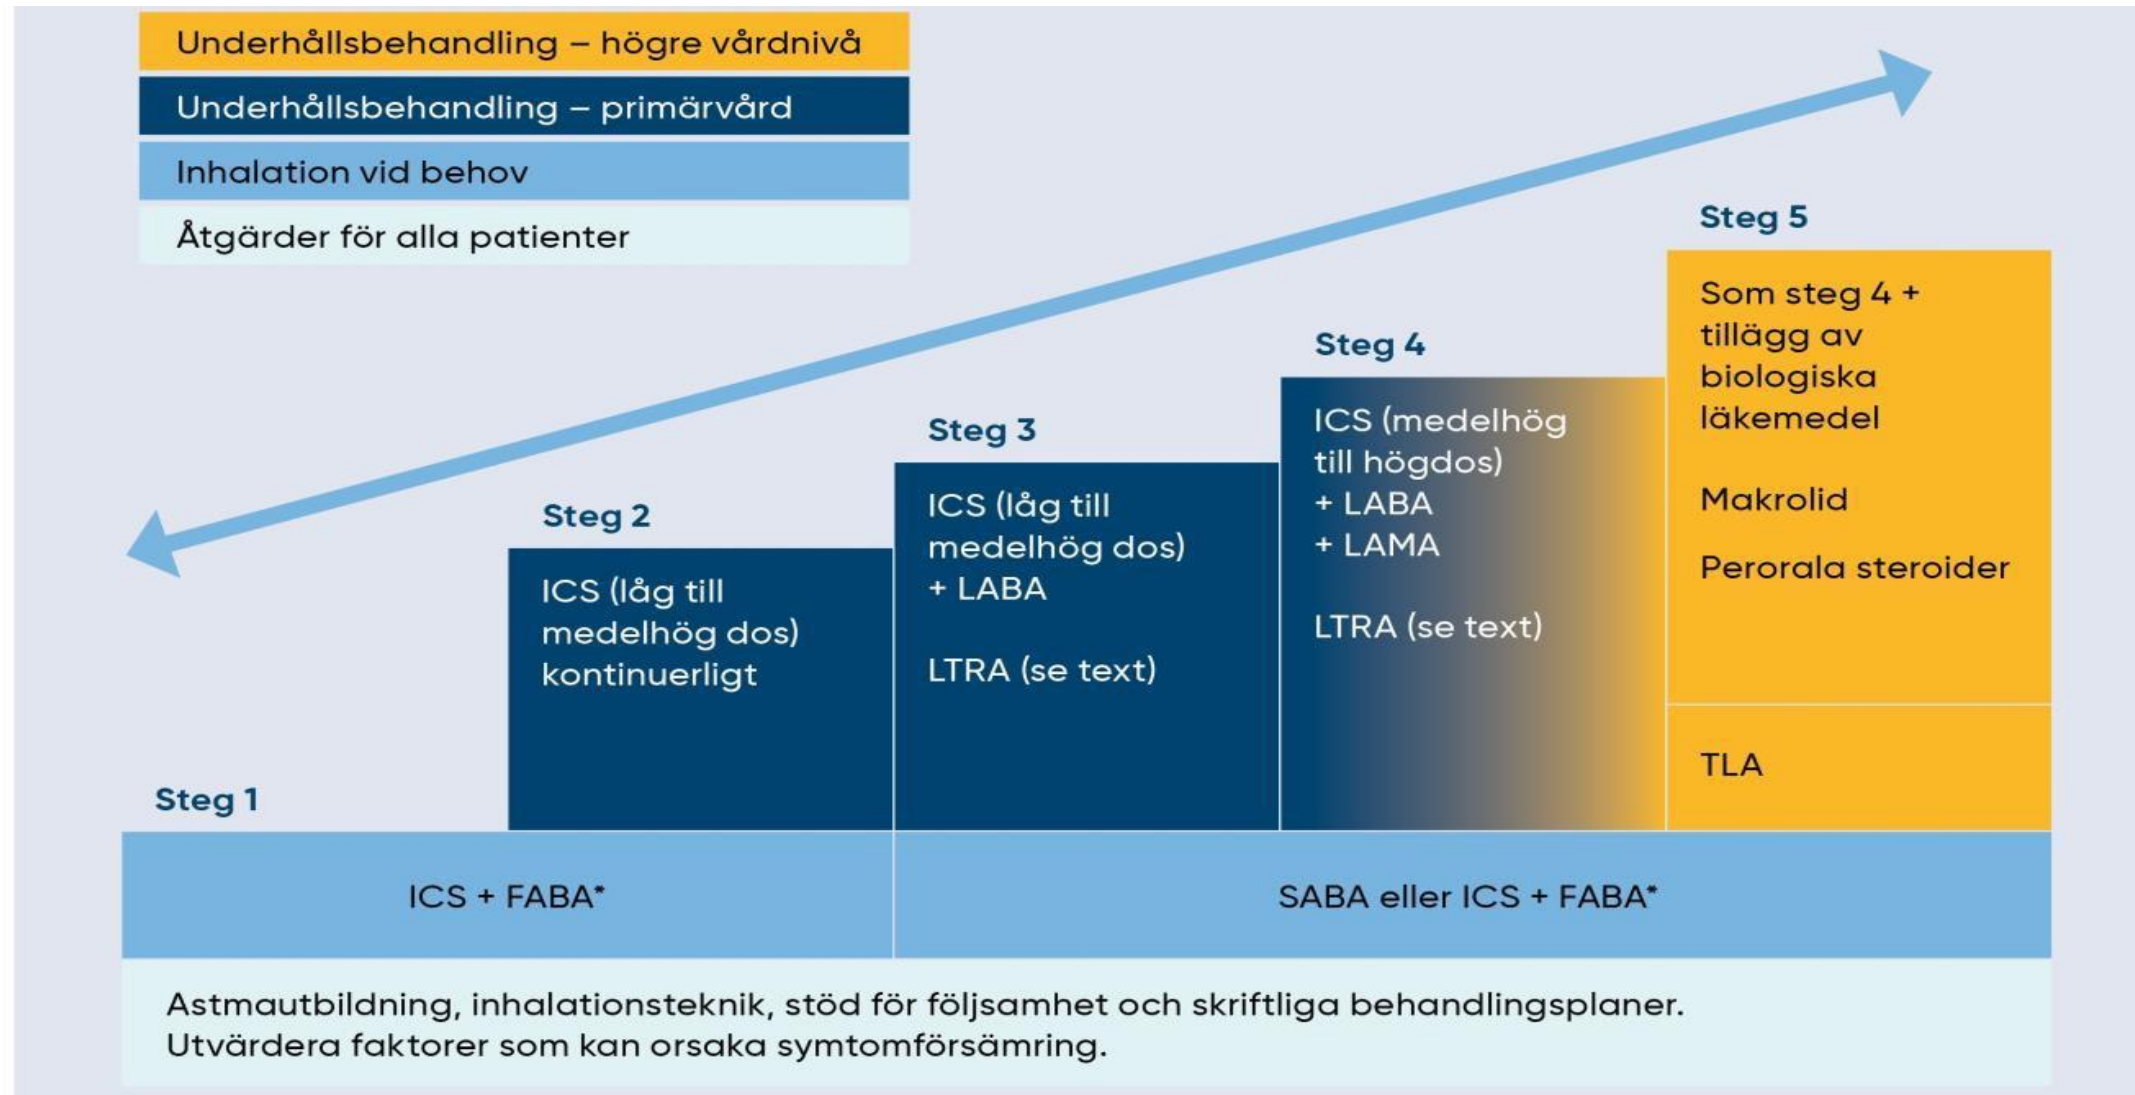 Underhållsbehandling – högre vårdnivå
Underhållsbehandling – primärvård
Inhalation vid behov
Åtgärder för alla patienter
Steg 1
Steg 2
ICS (låg till
medelhög dos)
kontinuerligt
Steg 3
ICS (låg till
medelhög dos)
+ LABA
LTRA (se text)
Steg 4
ICS (medelhög
till högdos)
+ LABA
+ LAMA
LTRA (se text)
Steg 5
Som steg 4 +
tillägg av
biologiska
läkemedel
Makrolid
Perorala steroider
TLA
ICS + FABA*
SABA eller ICS + FABA*
Astmautbildning, inhalationsteknik, stöd för följsamhet och skriftliga behandlingsplaner.
Utvärdera faktorer som kan orsaka symtomförsämring.